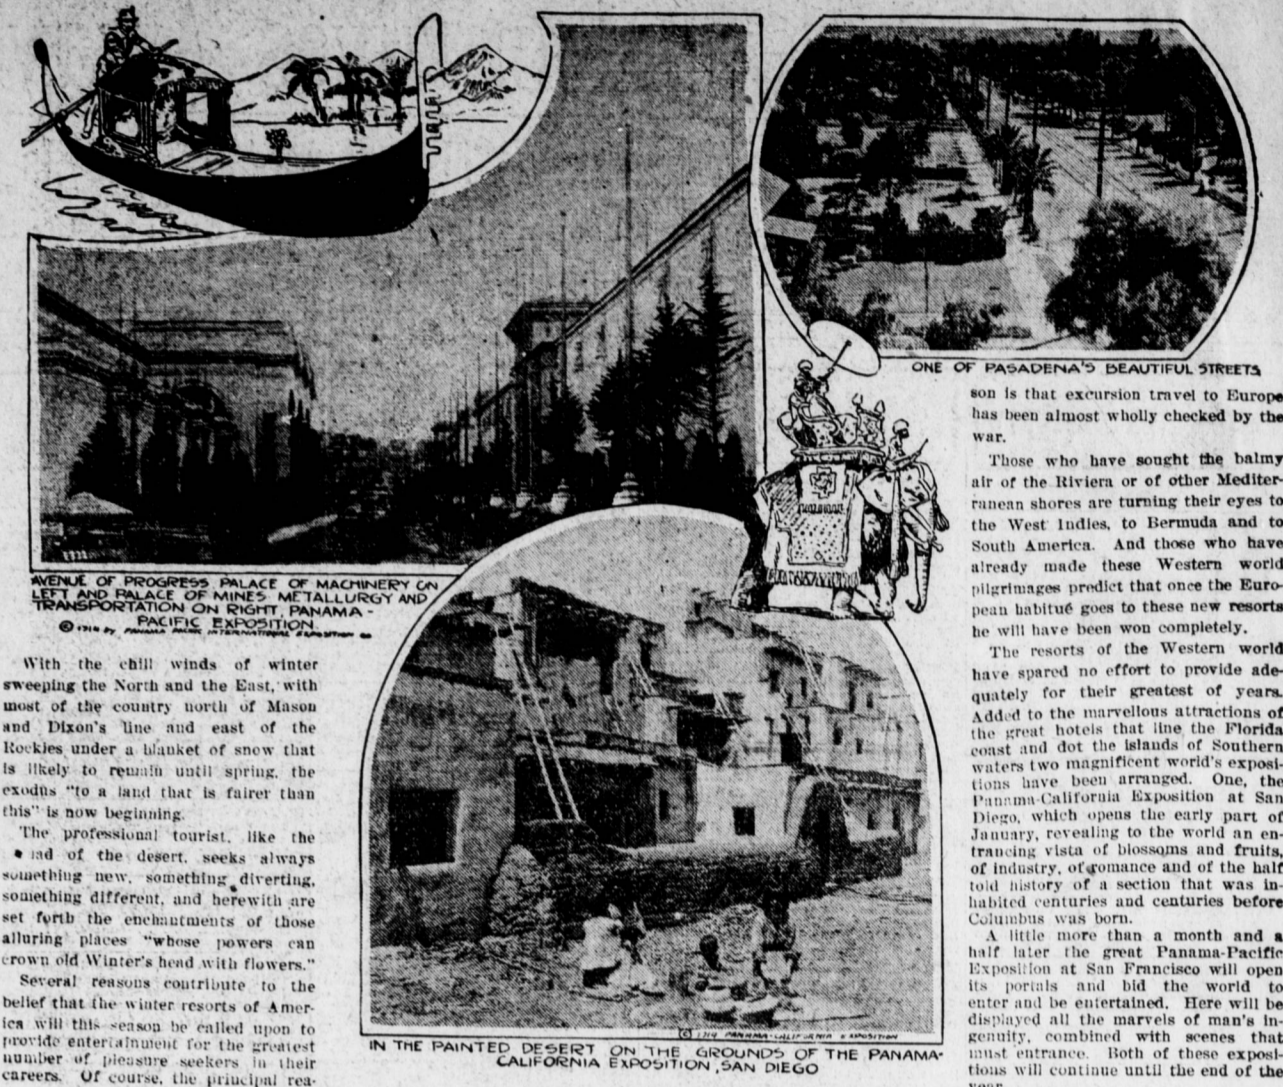 ONE OF PASADENA'S BEAUTIFUL STREETS
1332
AVENUE OF PROGRESS PALACE OF MACHINERY ON
LEFT AND PALACE OF MINES METALLURGY AND
TRANSPORTATION ON RIGHT, PANAMA-
PACIFIC EXPOSITION.
© 1914 by PANAMA PACIFIC INTERNATIONAL EXPOSITION CO
With the chill winds of winter
sweeping the North and the East, with
most of the country north of Mason
and Dixon's line and east of the
Rockies under a blanket of snow that
is likely to remain until spring, the
exodus "to a land that is fairer than
this" is now beginning.
The professional tourist, like the
of the desert, seeks always
something new, something diverting,
something different, and herewith are
set forth the enchantments of those
alluring places "whose powers can
crown old Winter's head with flowers."
Several reasons contribute to the
belief that the winter resorts of Amer-
ica will this season be called upon to
provide entertainment for the greatest
number of pleasure seekers in their
careers. Of course, the principal rea-
© 1914 PANAMA-CALIFORNIA EXPOSITION
IN THE PAINTED DESERT ON THE GROUNDS OF THE PANAMA-
CALIFORNIA EXPOSITION, SAN DIEGO
son is that excursion travel to Europe
has been almost wholly checked by the
war.
Those who have sought the balmy
air of the Riviera or of other Mediter-
ranean shores are turning their eyes to
the West Indies, to Bermuda and to
South America. And those who have
already made these Western world
pilgrimages predict that once the Euro-
pean habitué goes to these new resorts
he will have been won completely.
The resorts of the Western world
have spared no effort to provide ade-
quately for their greatest of years.
Added to the marvellous attractions of
the great hotels that line the Florida
coast and dot the islands of Southern
waters two magnificent world's exposi-
tions have been arranged. One, the
Panama-California Exposition at San
Diego, which opens the early part of
January, revealing to the world an en-
trancing vista of blossoms and fruits,
of industry, of romance and of the half
told history of a section that was in-
habited centuries and centuries before
Columbus was born.
A little more than a month and a
half later the great Panama-Pacific
Exposition at San Francisco will open
its portals and bid the world to
enter and be entertained. Here will be
displayed all the marvels of man's in-
genuity, combined with scenes that
must entrance. Both of these exposi-
tions will continue until the end of the
year.